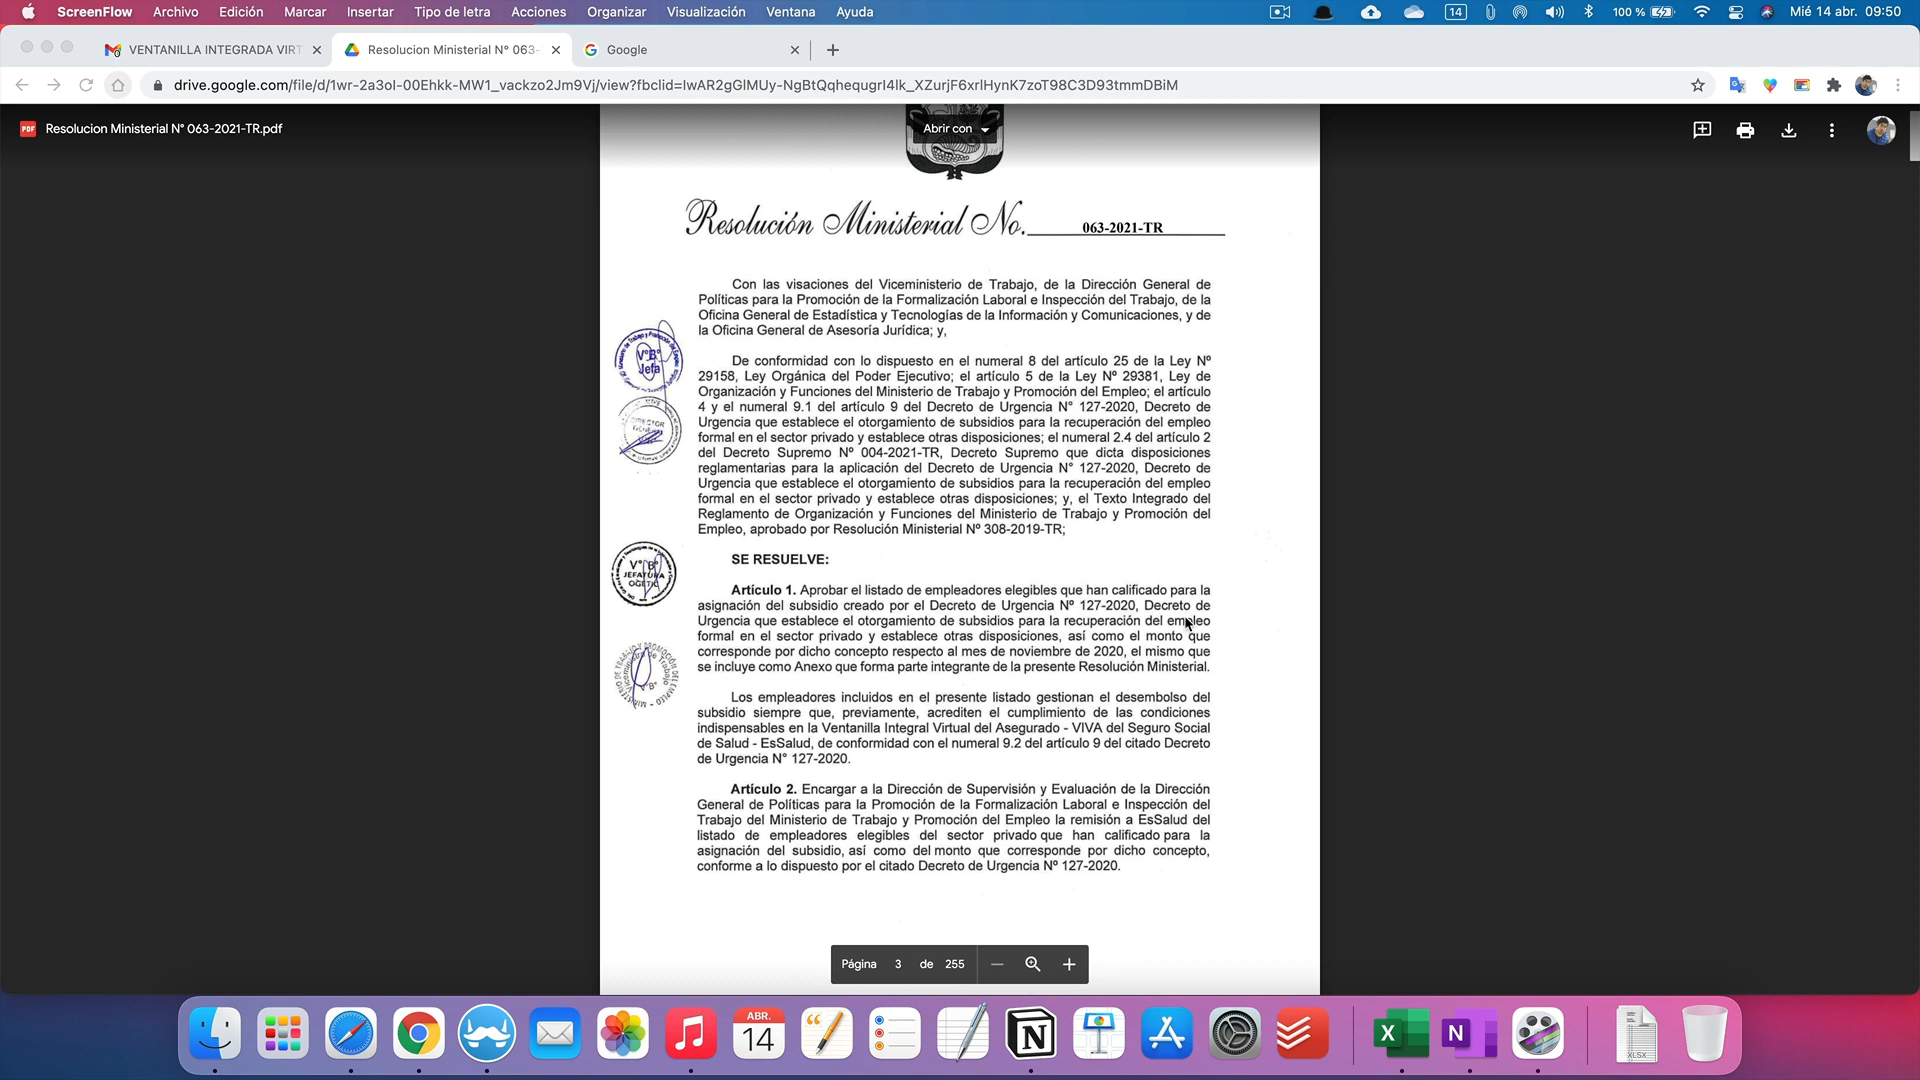 ScreenFlow Archivo Edición Marcar Insertar Tipo de letra Acciones Organizar Visualización Ventana Ayuda 14 100 % Mié 14 abr. 09:50
VENTANILLA INTEGRADA VIRT Resolucion Ministerial N° 063- Google
drive.google.com/file/d/1wr-2a3oI-00Ehkk-MW1_vackzo2Jm9Vj/view?fbclid=IwAR2gGlMUy-NgBtQqhequgrI4lk_XZurjF6xrlHynK7zoT98C3D93tmmDBiM
PDF Resolucion Ministerial N° 063-2021-TR.pdf
Abrir con
Resolución Ministerial No. 063-2021-TR
Con las visaciones del Viceministerio de Trabajo, de la Dirección General de
Políticas para la Promoción de la Formalización Laboral e Inspección del Trabajo, de la
Oficina General de Estadística y Tecnologías de la Información y Comunicaciones, y de
la Oficina General de Asesoría Jurídica; y,
De conformidad con lo dispuesto en el numeral 8 del artículo 25 de la Ley Nº
29158, Ley Orgánica del Poder Ejecutivo; el artículo 5 de la Ley Nº 29381, Ley de
Organización y Funciones del Ministerio de Trabajo y Promoción del Empleo; el artículo
4 y el numeral 9.1 del artículo 9 del Decreto de Urgencia N° 127-2020, Decreto de
Urgencia que establece el otorgamiento de subsidios para la recuperación del empleo
formal en el sector privado y establece otras disposiciones; el numeral 2.4 del artículo 2
del Decreto Supremo Nº 004-2021-TR, Decreto Supremo que dicta disposiciones
reglamentarias para la aplicación del Decreto de Urgencia N° 127-2020, Decreto de
Urgencia que establece el otorgamiento de subsidios para la recuperación del empleo
formal en el sector privado y establece otras disposiciones; y, el Texto Integrado del
Reglamento de Organización y Funciones del Ministerio de Trabajo y Promoción del
Empleo, aprobado por Resolución Ministerial Nº 308-2019-TR;
V°B°
Jefa
DIRECTOR
SE RESUELVE:
Artículo 1. Aprobar el listado de empleadores elegibles que han calificado para la
asignación del subsidio creado por el Decreto de Urgencia Nº 127-2020, Decreto de
Urgencia que establece el otorgamiento de subsidios para la recuperación del empleo
formal en el sector privado y establece otras disposiciones, así como el monto que
corresponde por dicho concepto respecto al mes de noviembre de 2020, el mismo que
se incluye como Anexo que forma parte integrante de la presente Resolución Ministerial.
V°B°
JEFATURA
OGETIC
Los empleadores incluidos en el presente listado gestionan el desembolso del
subsidio siempre que, previamente, acrediten el cumplimiento de las condiciones
indispensables en la Ventanilla Integral Virtual del Asegurado - VIVA del Seguro Social
de Salud - EsSalud, de conformidad con el numeral 9.2 del artículo 9 del citado Decreto
de Urgencia N° 127-2020.
MINISTERIO DE TRABAJO Y PROMOCIÓN DEL EMPLEO
Viceministro de Trabajo
V°B°
Artículo 2. Encargar a la Dirección de Supervisión y Evaluación de la Dirección
General de Políticas para la Promoción de la Formalización Laboral e Inspección del
Trabajo del Ministerio de Trabajo y Promoción del Empleo la remisión a EsSalud del
listado de empleadores elegibles del sector privado que han calificado para la
asignación del subsidio, así como del monto que corresponde por dicho concepto,
conforme a lo dispuesto por el citado Decreto de Urgencia Nº 127-2020.
Página 3 de 255
ABR.
14
XLSX